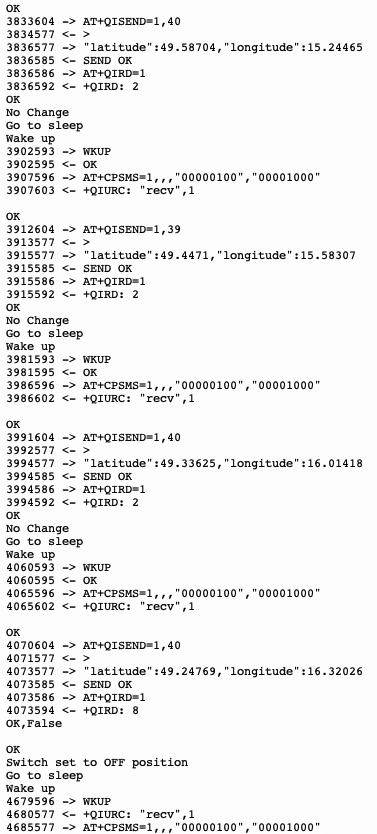 OK
3833604 -> AT+QISEND=1,40
3834577 <- >
3836577 -> "latitude":49.58704,"longitude":15.24465
3836585 <- SEND OK
3836586 -> AT+QIRD=1
3836592 <- +QIRD: 2
OK
No Change
Go to sleep
Wake up
3902593 -> WKUP
3902595 <- OK
3907596 -> AT+CPSMS=1,,,"00000100","00001000"
3907603 <- +QIURC: "recv",1
OK
3912604 -> AT+QISEND=1,39
3913577 <- >
3915577 -> "latitude":49.4471,"longitude":15.58307
3915585 <- SEND OK
3915586 -> AT+QIRD=1
3915592 <- +QIRD: 2
OK
No Change
Go to sleep
Wake up
3981593 -> WKUP
3981595 <- OK
3986596 -> AT+CPSMS=1,,,"00000100","00001000"
3986602 <- +QIURC: "recv",1
OK
3991604 -> AT+QISEND=1,40
3992577 <- >
3994577 -> "latitude":49.33625,"longitude":16.01418
3994585 <- SEND OK
3994586 -> AT+QIRD=1
3994592 <- +QIRD: 2
OK
No Change
Go to sleep
Wake up
4060593 -> WKUP
4060595 <- OK
4065596 -> AT+CPSMS=1,,,"00000100","00001000"
4065602 <- +QIURC: "recv",1
OK
4070604 -> AT+QISEND=1,40
4071577 <- >
4073577 -> "latitude":49.24769,"longitude":16.32026
4073585 <- SEND OK
4073586 -> AT+QIRD=1
4073594 <- +QIRD: 8
OK,False
OK
Switch set to OFF position
Go to sleep
Wake up
4679596 -> WKUP
4680577 <- +QIURC: "recv",1
4685577 -> AT+CPSMS=1,,,"00000100","00001000"